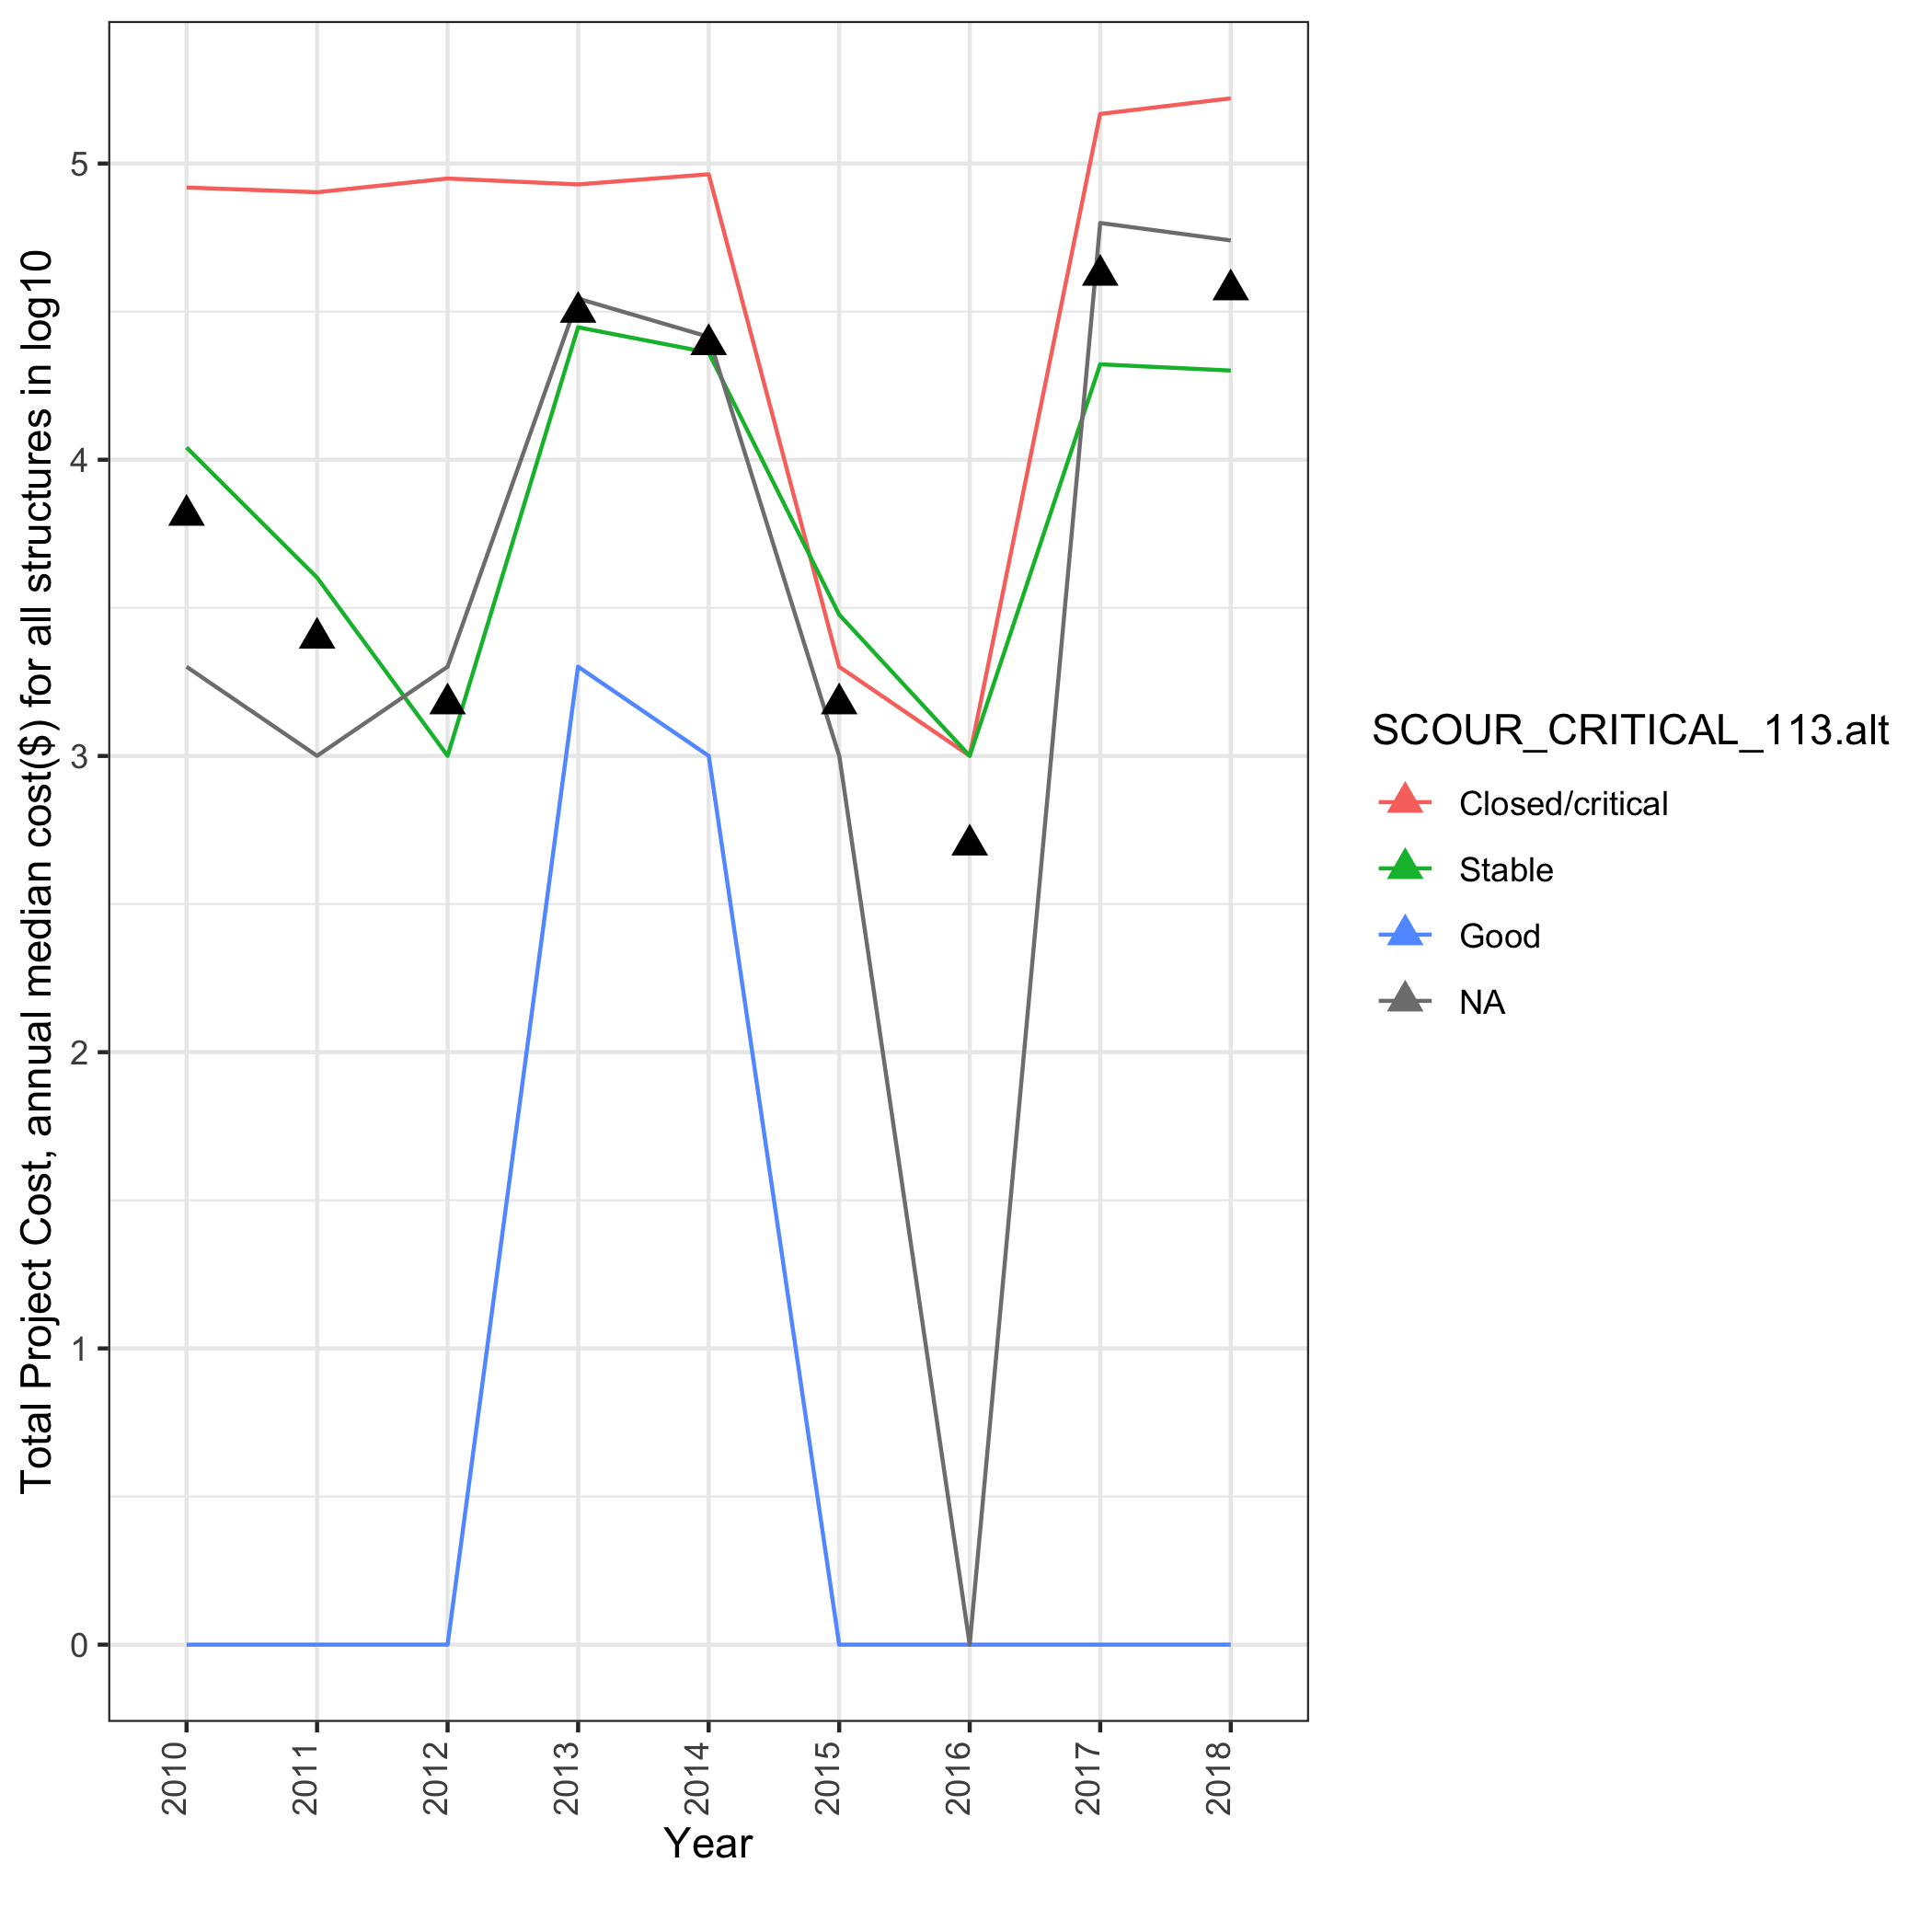 Total Project Cost, annual median cost($) for all structures in log10
5
4
3
2
1
0
2010
2011
2012
2013
2014
2015
2016
2017
2018
Year
SCOUR_CRITICAL_113.alt
Closed/critical
Stable
Good
NA